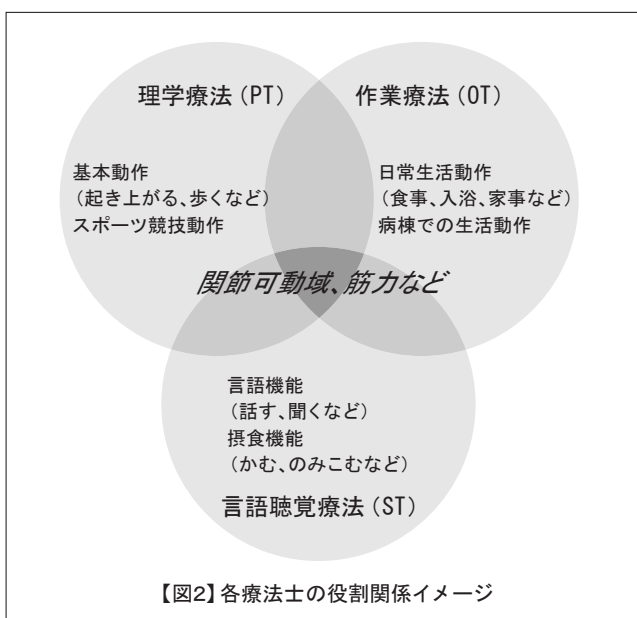 理学療法（PT）
作業療法（OT）
基本動作
（起き上がる、歩くなど）
スポーツ競技動作
日常生活動作
（食事、入浴、家事など）
病棟での生活動作
関節可動域、筋力など
言語機能
（話す、聞くなど）
摂食機能
（かむ、のみこむなど）
言語聴覚療法（ST）
【図2】各療法士の役割関係イメージ